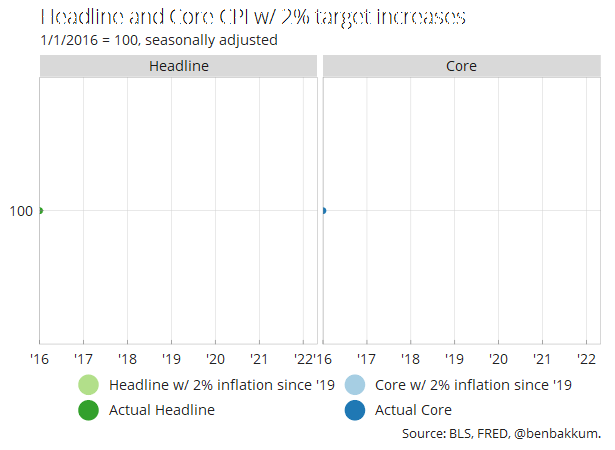 Headline and Core CPI w/ 2% target increases
1/1/2016 = 100, seasonally adjusted
Headline Core
100
'16 '17 '18 '19 '20 '21 '22 '16 '17 '18 '19 '20 '21 '22
Headline w/ 2% inflation since '19 Core w/ 2% inflation since '19
Actual Headline Actual Core
Source: BLS, FRED, @benbakkum.